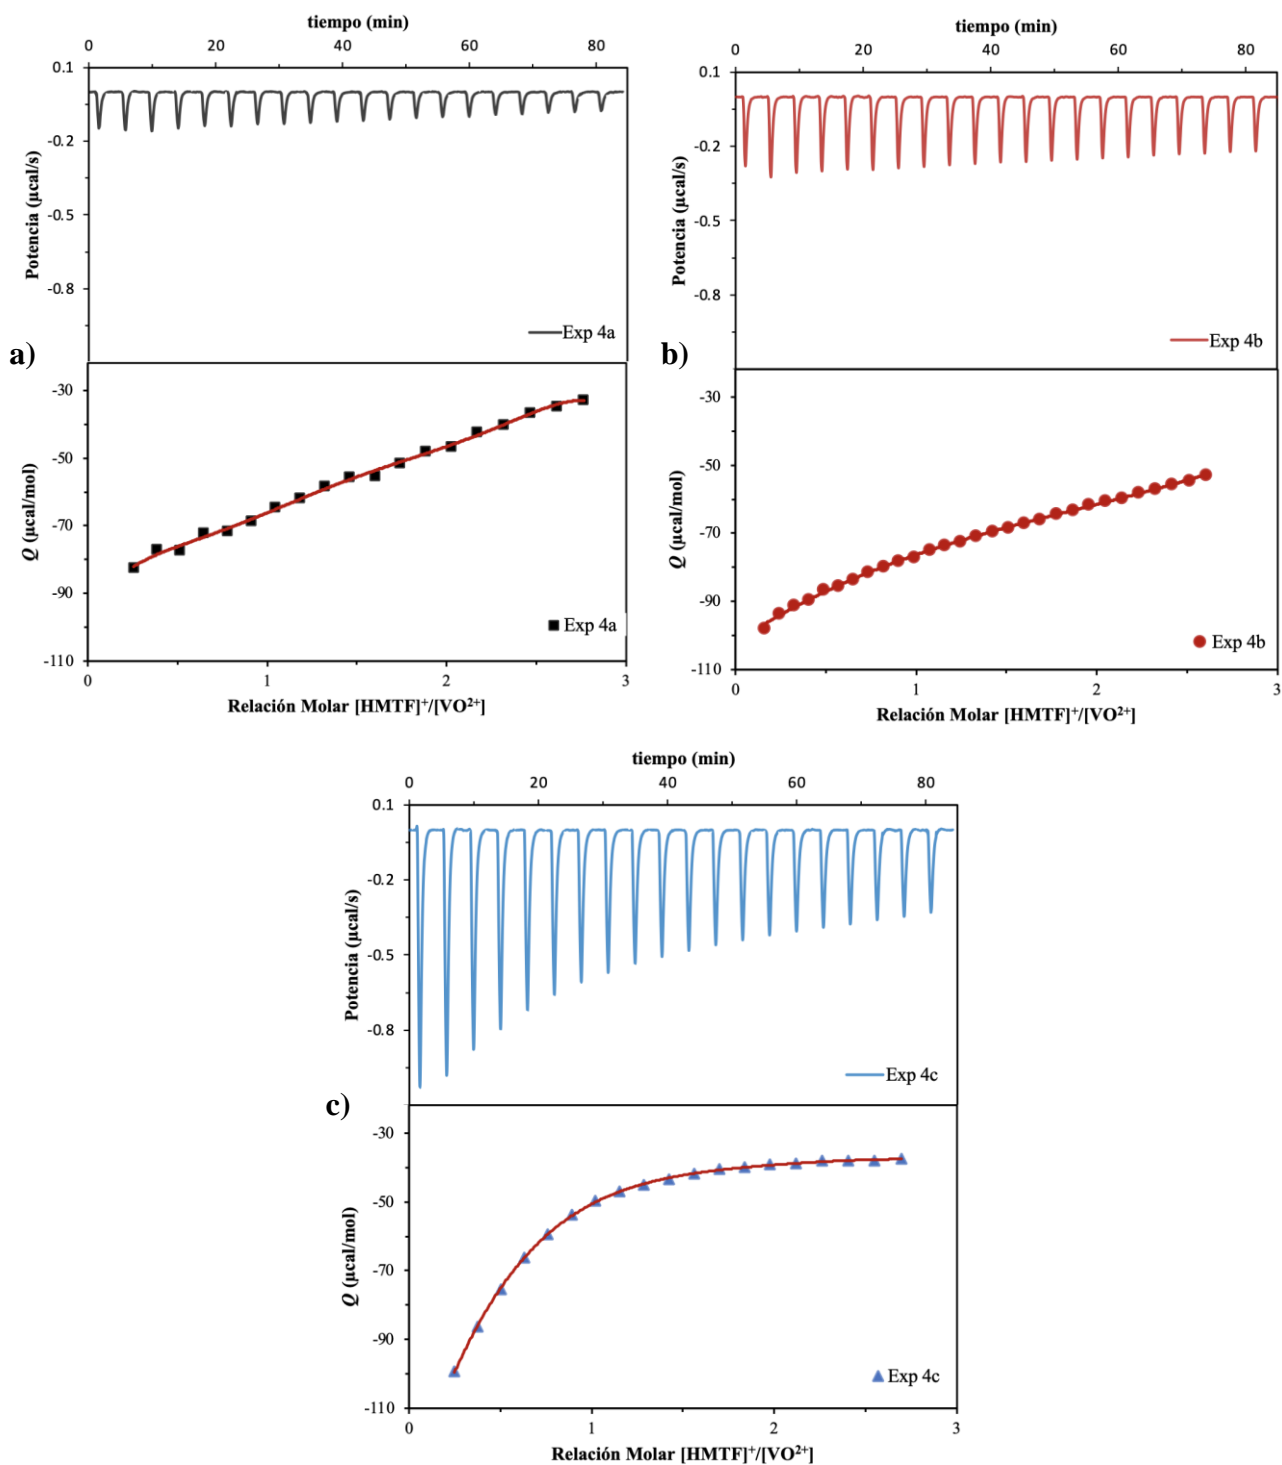 tiempo (min)
0 20 40 60 80
0.1
-0.2
-0.5
-0.8
Potencia (µcal/s)
Exp 4a
a)
-30
-50
-70
-90
-110
Q (µcal/mol)
Exp 4a
0 1 2 3
Relación Molar [HMTF]⁺/[VO²⁺]
tiempo (min)
0 20 40 60 80
0.1
-0.2
-0.5
-0.8
Potencia (µcal/s)
Exp 4b
b)
-30
-50
-70
-90
-110
Q (µcal/mol)
Exp 4b
0 1 2 3
Relación Molar [HMTF]⁺/[VO²⁺]
tiempo (min)
0 20 40 60 80
0.1
-0.2
-0.5
-0.8
Potencia (µcal/s)
Exp 4c
c)
-30
-50
-70
-90
-110
Q (µcal/mol)
Exp 4c
0 1 2 3
Relación Molar [HMTF]⁺/[VO²⁺]